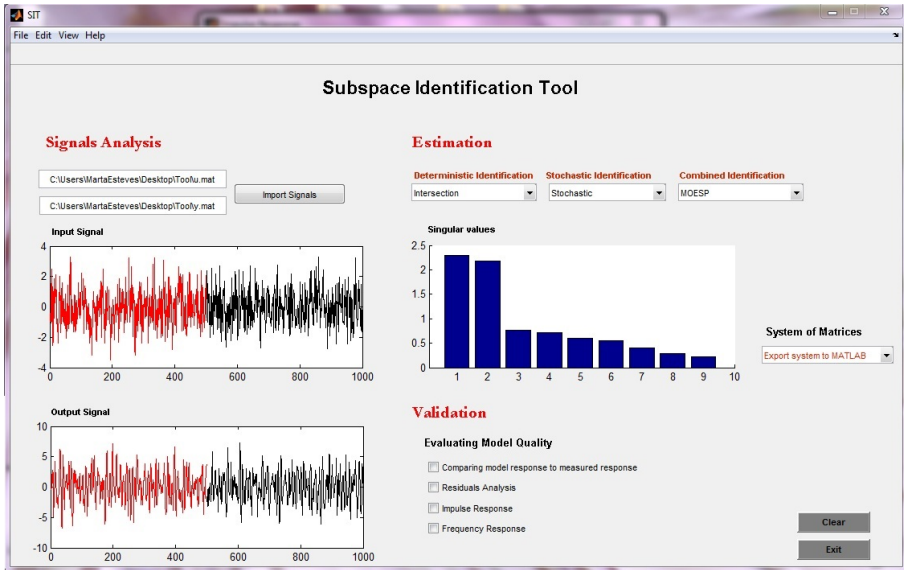 SIT
File Edit View Help
Subspace Identification Tool
Signals Analysis
C:\Users\MartaEsteves\Desktop\Tool\u.mat
C:\Users\MartaEsteves\Desktop\Tool\y.mat
Import Signals
Input Signal
4
2
0
-2
-4
0 200 400 600 800 1000
Output Signal
10
5
0
-5
-10
0 200 400 600 800 1000
Estimation
Deterministic Identification Stochastic Identification Combined Identification
Intersection Stochastic MOESP
Singular values
2.5
2
1.5
1
0.5
0
1 2 3 4 5 6 7 8 9 10
System of Matrices
Export system to MATLAB
Validation
Evaluating Model Quality
Comparing model response to measured response
Residuals Analysis
Impulse Response
Frequency Response
Clear
Exit